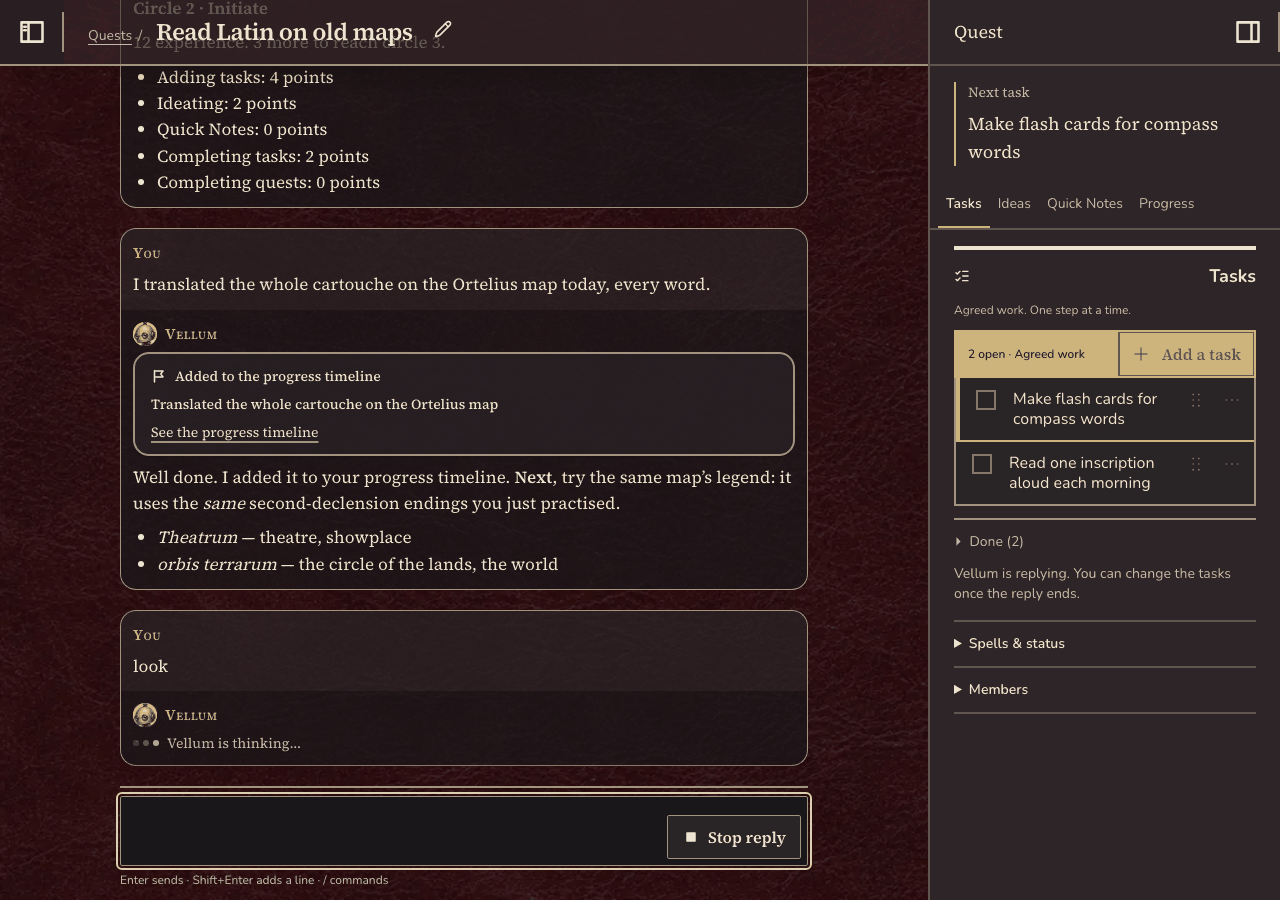 Circle 2 · Initiate
Quests / Read Latin on old maps
12 experience. 3 more to reach circle 3.
Adding tasks: 4 points
Ideating: 2 points
Quick Notes: 0 points
Completing tasks: 2 points
Completing quests: 0 points
You
I translated the whole cartouche on the Ortelius map today, every word.
Vellum
Added to the progress timeline
Translated the whole cartouche on the Ortelius map
See the progress timeline
Well done. I added it to your progress timeline. Next, try the same map’s legend: it
uses the same second-declension endings you just practised.
Theatrum — theatre, showplace
orbis terrarum — the circle of the lands, the world
You
look
Vellum
Vellum is thinking…
Stop reply
Enter sends · Shift+Enter adds a line · / commands
Quest
Next task
Make flash cards for compass
words
Tasks Ideas Quick Notes Progress
Tasks
Agreed work. One step at a time.
2 open · Agreed work
Add a task
Make flash cards for
compass words
Read one inscription
aloud each morning
Done (2)
Vellum is replying. You can change the tasks
once the reply ends.
Spells & status
Members